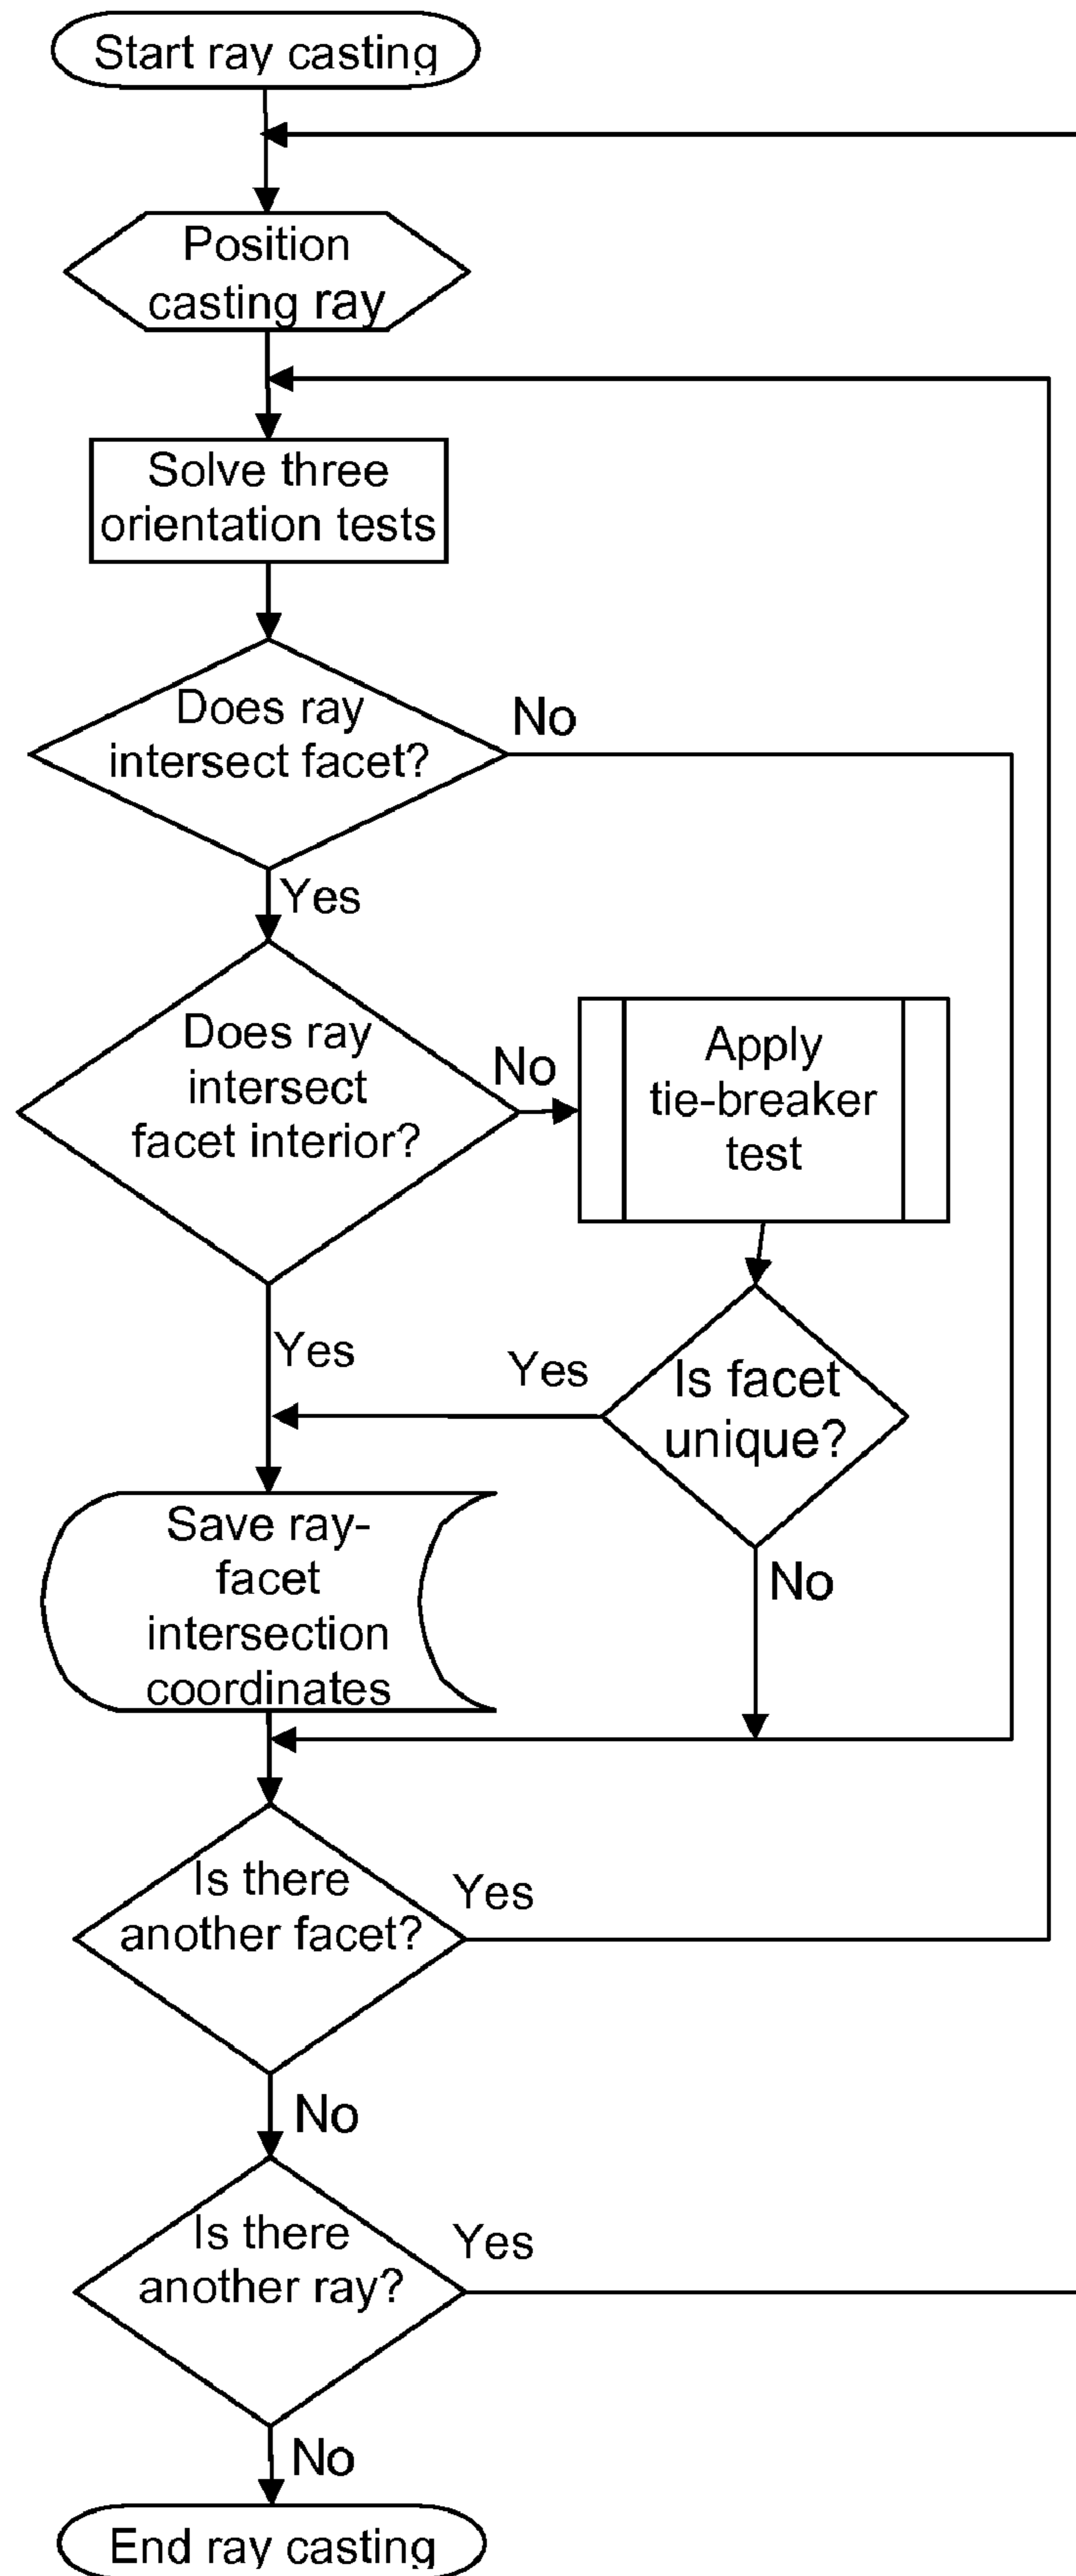 Start ray casting
Position
casting ray
Solve three
orientation tests
Does ray
intersect facet?
No
Yes
Does ray
intersect
facet interior?
No
Apply
tie-breaker
test
Yes
Yes
Is facet
unique?
No
Save ray-
facet
intersection
coordinates
Is there
another facet?
Yes
No
Is there
another ray?
Yes
No
End ray casting